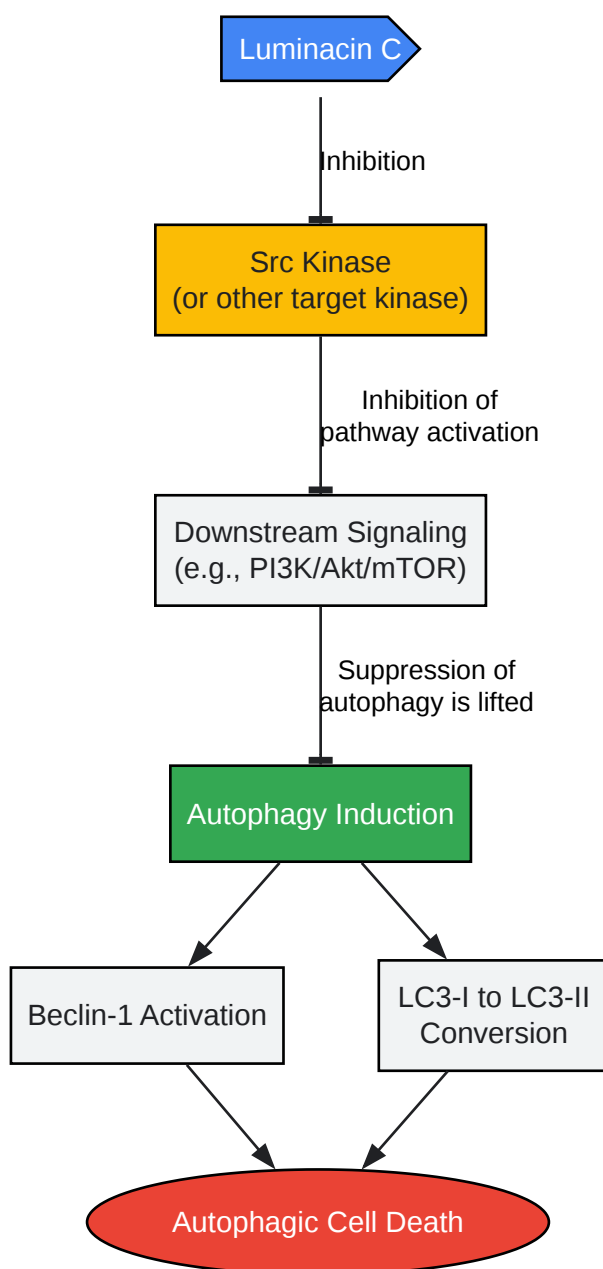 Luminacin C
Inhibition
Src Kinase
(or other target kinase)
Inhibition of
pathway activation
Downstream Signaling
(e.g., PI3K/Akt/mTOR)
Suppression of
autophagy is lifted
Autophagy Induction
Beclin-1 Activation
LC3-I to LC3-II
Conversion
Autophagic Cell Death